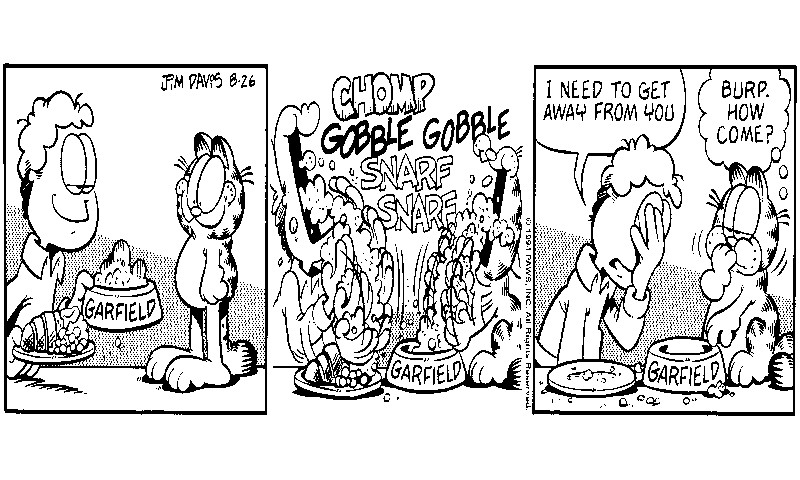 JIM DAVIS 8-26
GARFIELD
CHOMP
GOBBLE GOBBLE
SNARF
SNARF
GARFIELD
© 1991 PAWS, INC. All Rights Reserved.
I NEED TO GET
AWAY FROM YOU
BURP.
HOW
COME?
GARFIELD